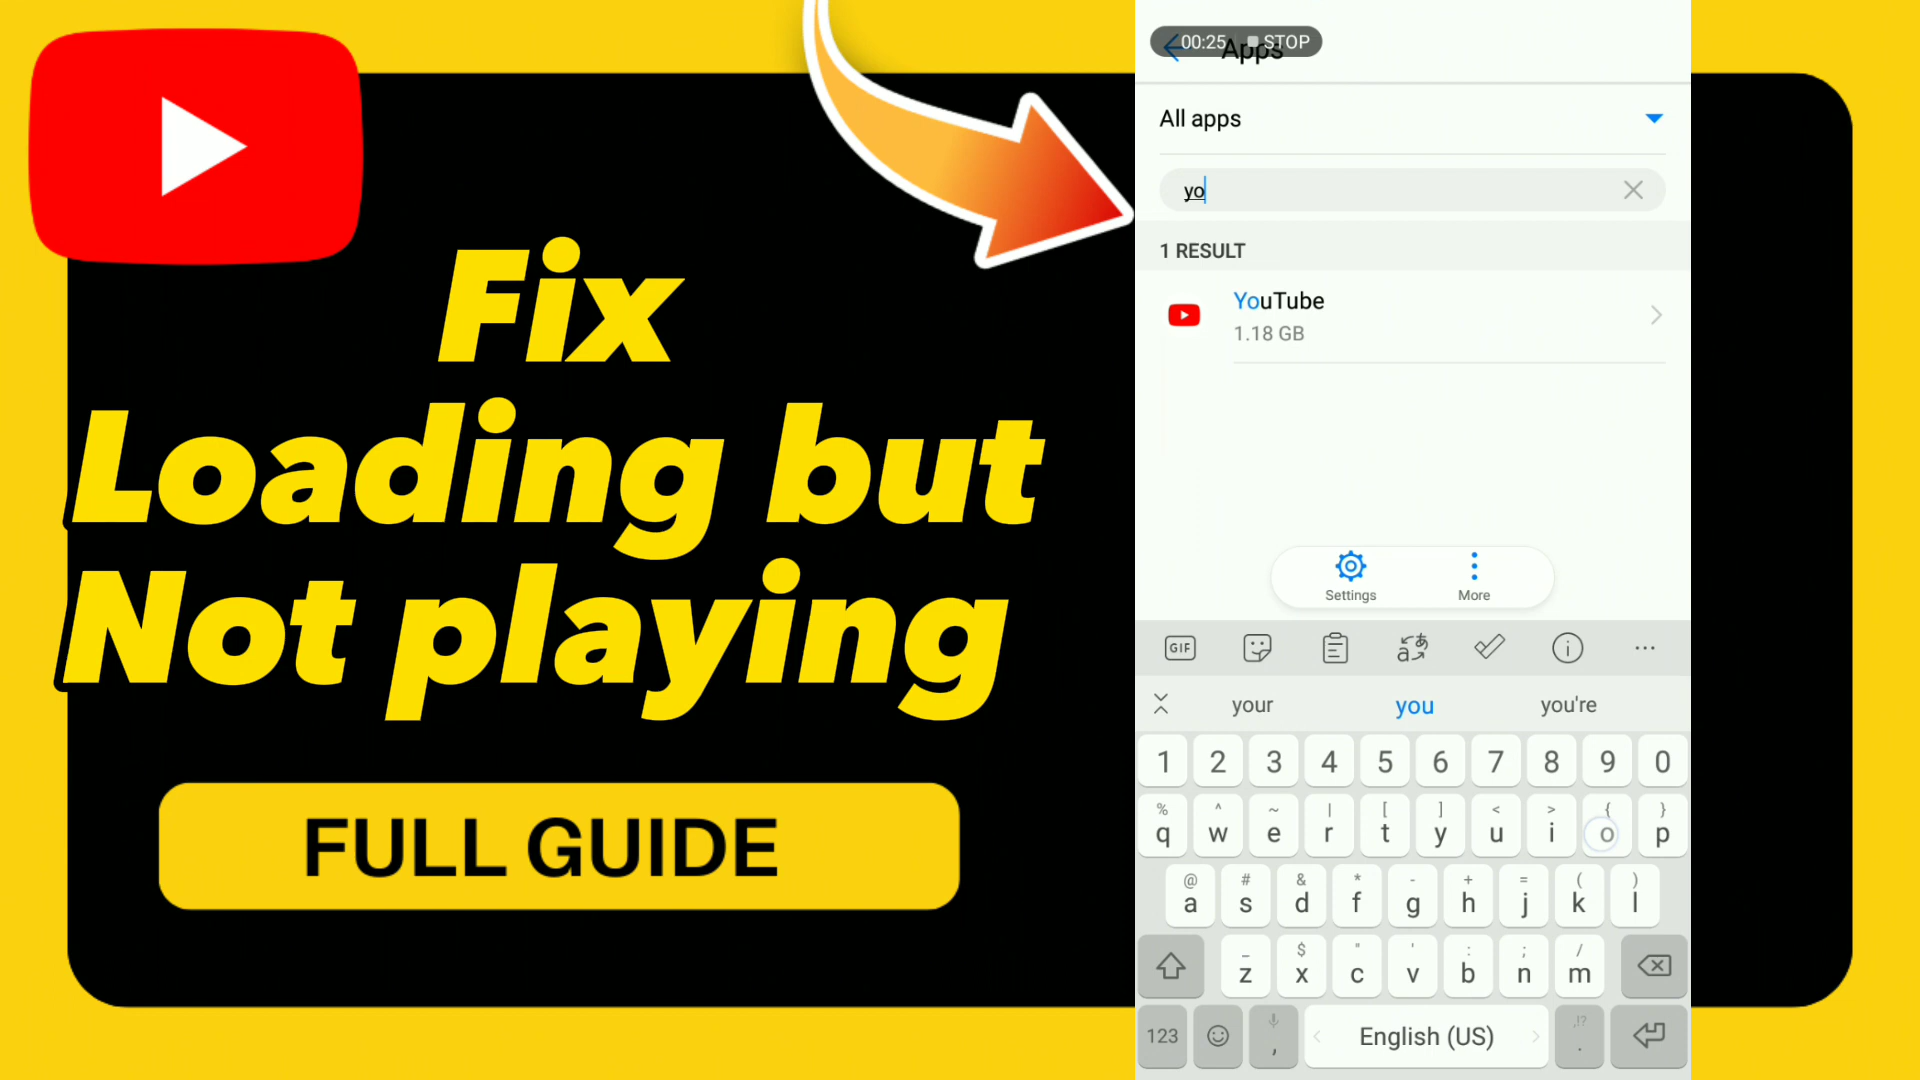 Fix
Loading but
Not playing
FULL GUIDE
00:25 STOP
Apps
All apps
yo
1 RESULT
YouTube
1.18 GB
Settings More
GIF
your you you're
1 2 3 4 5 6 7 8 9 0
% ^ ~ | [ ] < > { }
q w e r t y u i o p
@ # & * - + = ( )
a s d f g h j k l
_ $ " ' : ; /
z x c v b n m
,!?
123 , English (US) .